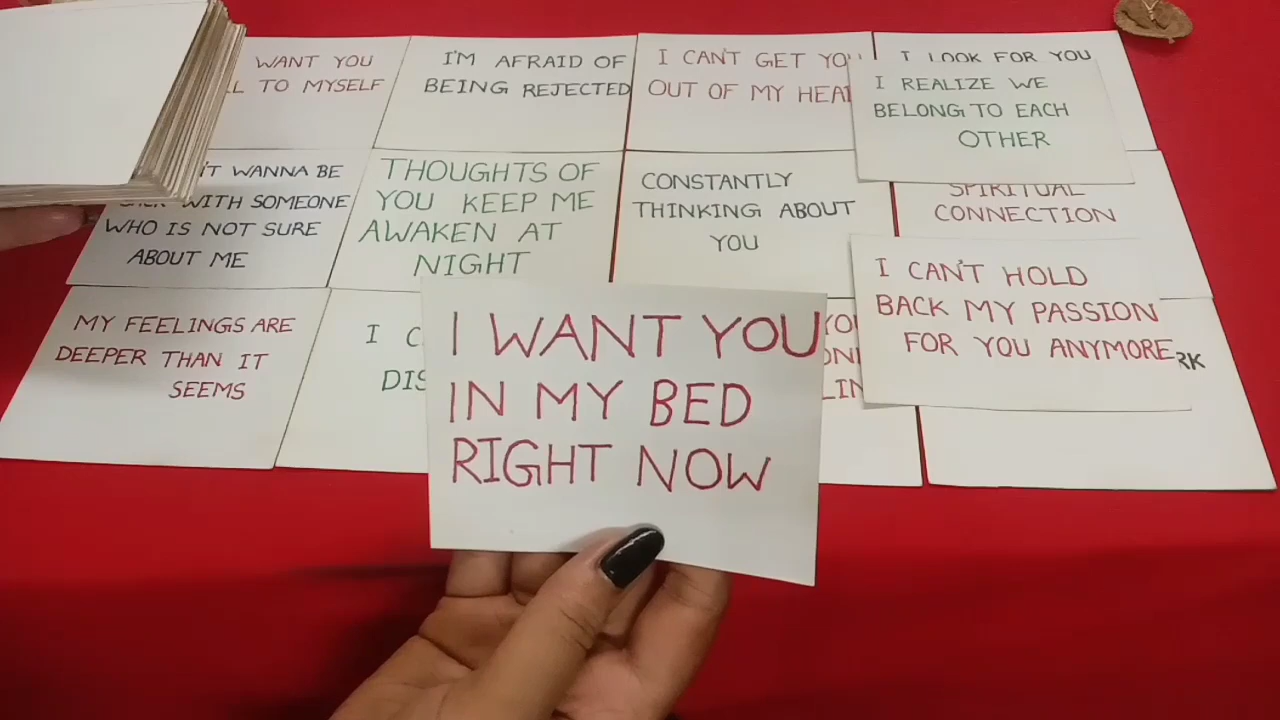 WANT YOU
TO MYSELF
I'M AFRAID OF
BEING REJECTED
I CAN'T GET YOU
OUT OF MY HEAD
I LOOK FOR YOU
I REALIZE WE
BELONG TO EACH
OTHER
WANNA BE
WITH SOMEONE
WHO IS NOT SURE
ABOUT ME
THOUGHTS OF
YOU KEEP ME
AWAKEN AT
NIGHT
CONSTANTLY
THINKING ABOUT
YOU
SPIRITUAL
CONNECTION
MY FEELINGS ARE
DEEPER THAN IT
SEEMS
I
I CAN'T HOLD
BACK MY PASSION
FOR YOU ANYMORE
I WANT YOU
IN MY BED
RIGHT NOW